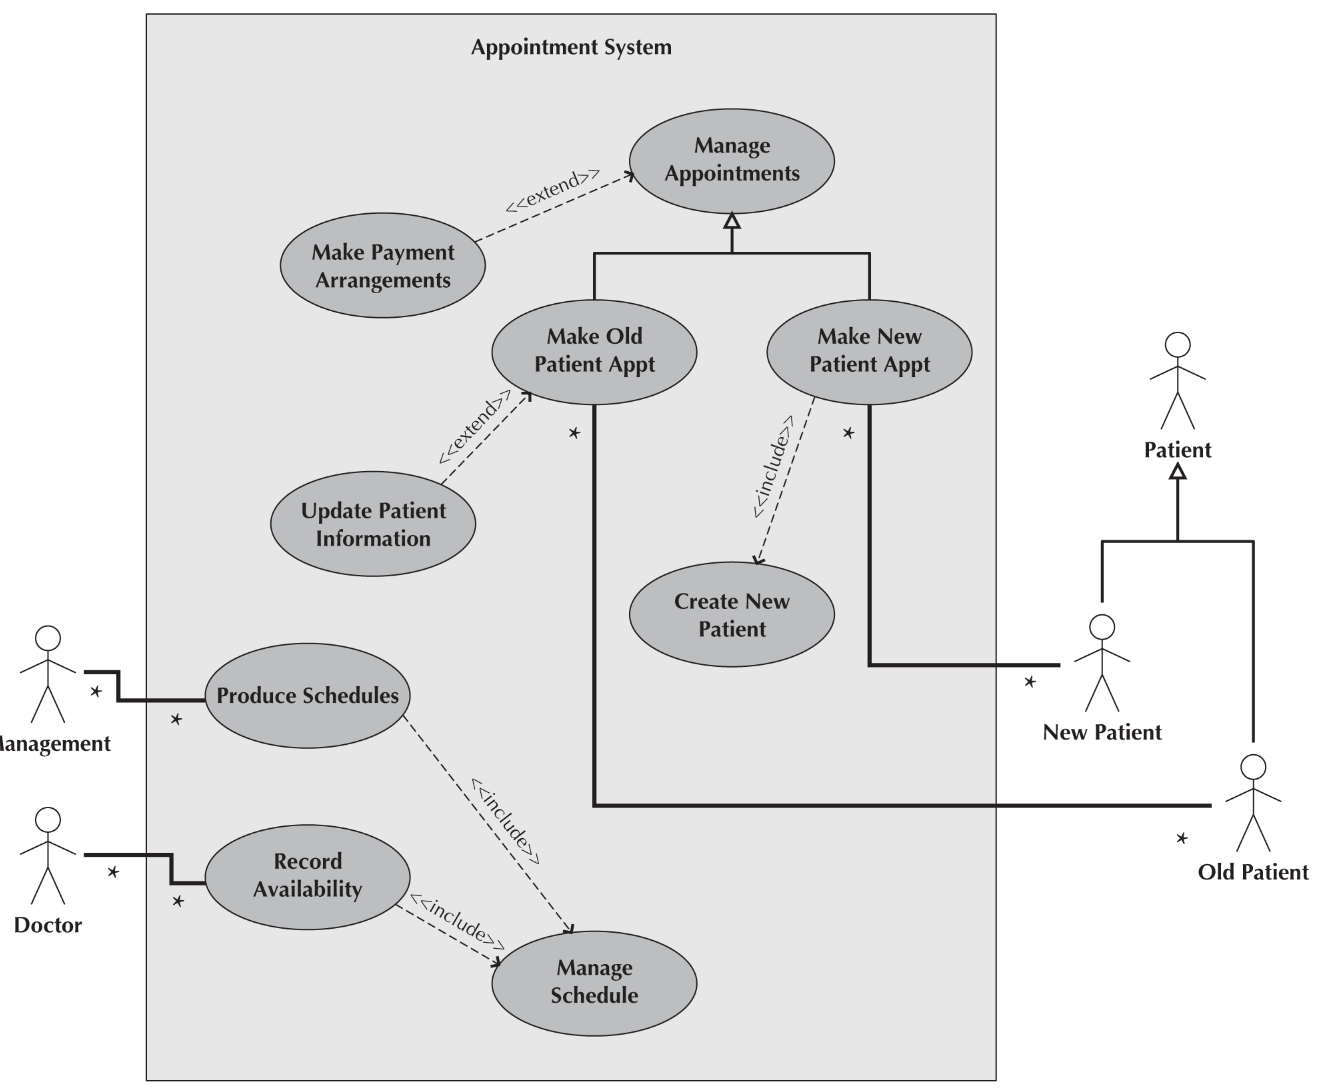 Appointment System
Manage
Appointments
<<extend>>
Make Payment
Arrangements
Make Old
Patient Appt
Make New
Patient Appt
<<extend>>
*
<<include>>
*
Patient
Update Patient
Information
Create New
Patient
*
New Patient
Produce Schedules
*
*
anagement
<<include>>
*
Old Patient
Record
Availability
*
*
Doctor
<<include>>
Manage
Schedule